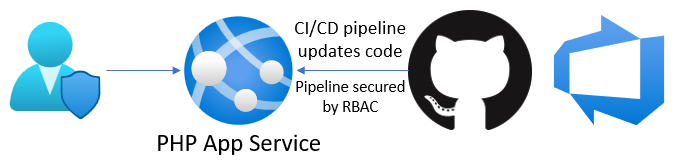 CI/CD pipeline
updates code
Pipeline secured
by RBAC
PHP App Service